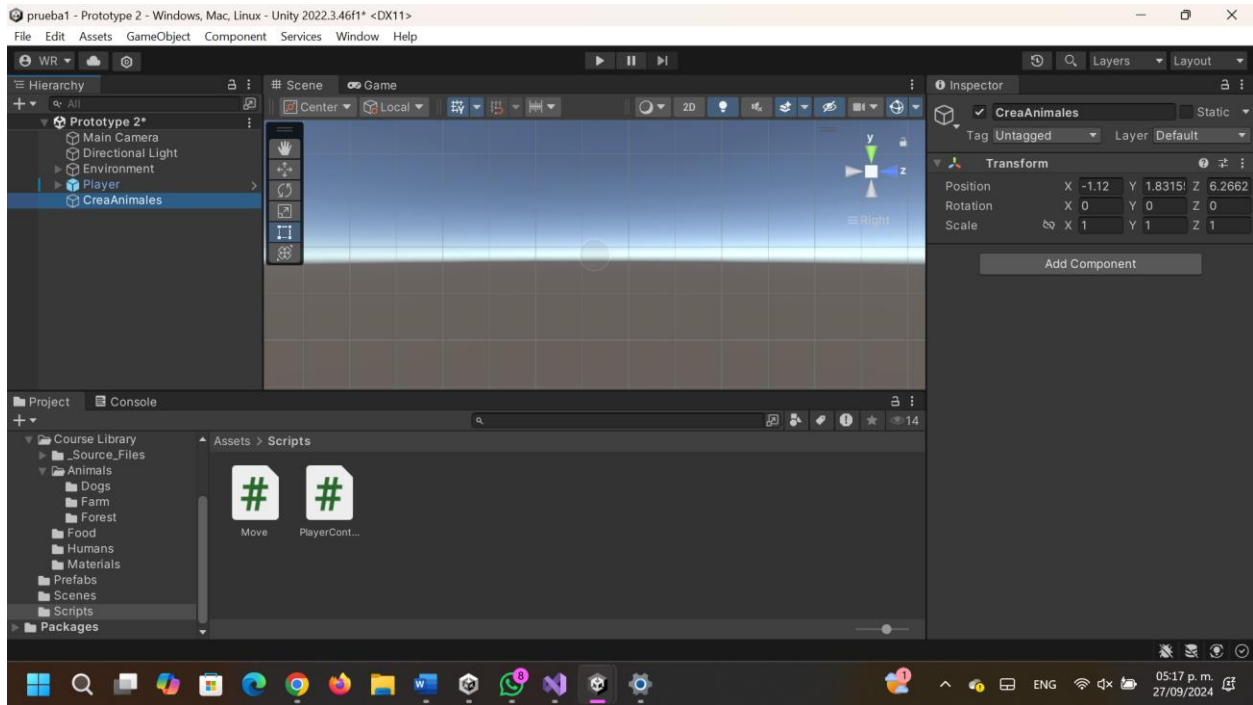 prueba1 - Prototype 2 - Windows, Mac, Linux - Unity 2022.3.46f1* <DX11>
File Edit Assets GameObject Component Services Window Help
WR Layers Layout
Hierarchy
All
Prototype 2*
Main Camera
Directional Light
Environment
Player
CreaAnimales
Scene Game
Center Local 2D
y
z
Right
Inspector
CreaAnimales Static
Tag Untagged Layer Default
Transform
Position X -1.12 Y 1.8315 Z 6.2662
Rotation X 0 Y 0 Z 0
Scale X 1 Y 1 Z 1
Add Component
Project Console
14
Course Library
_Source_Files
Animals
Dogs
Farm
Forest
Food
Humans
Materials
Prefabs
Scenes
Scripts
Packages
Assets > Scripts
# #
Move PlayerCont...
8
1
ENG
05:17 p. m.
27/09/2024